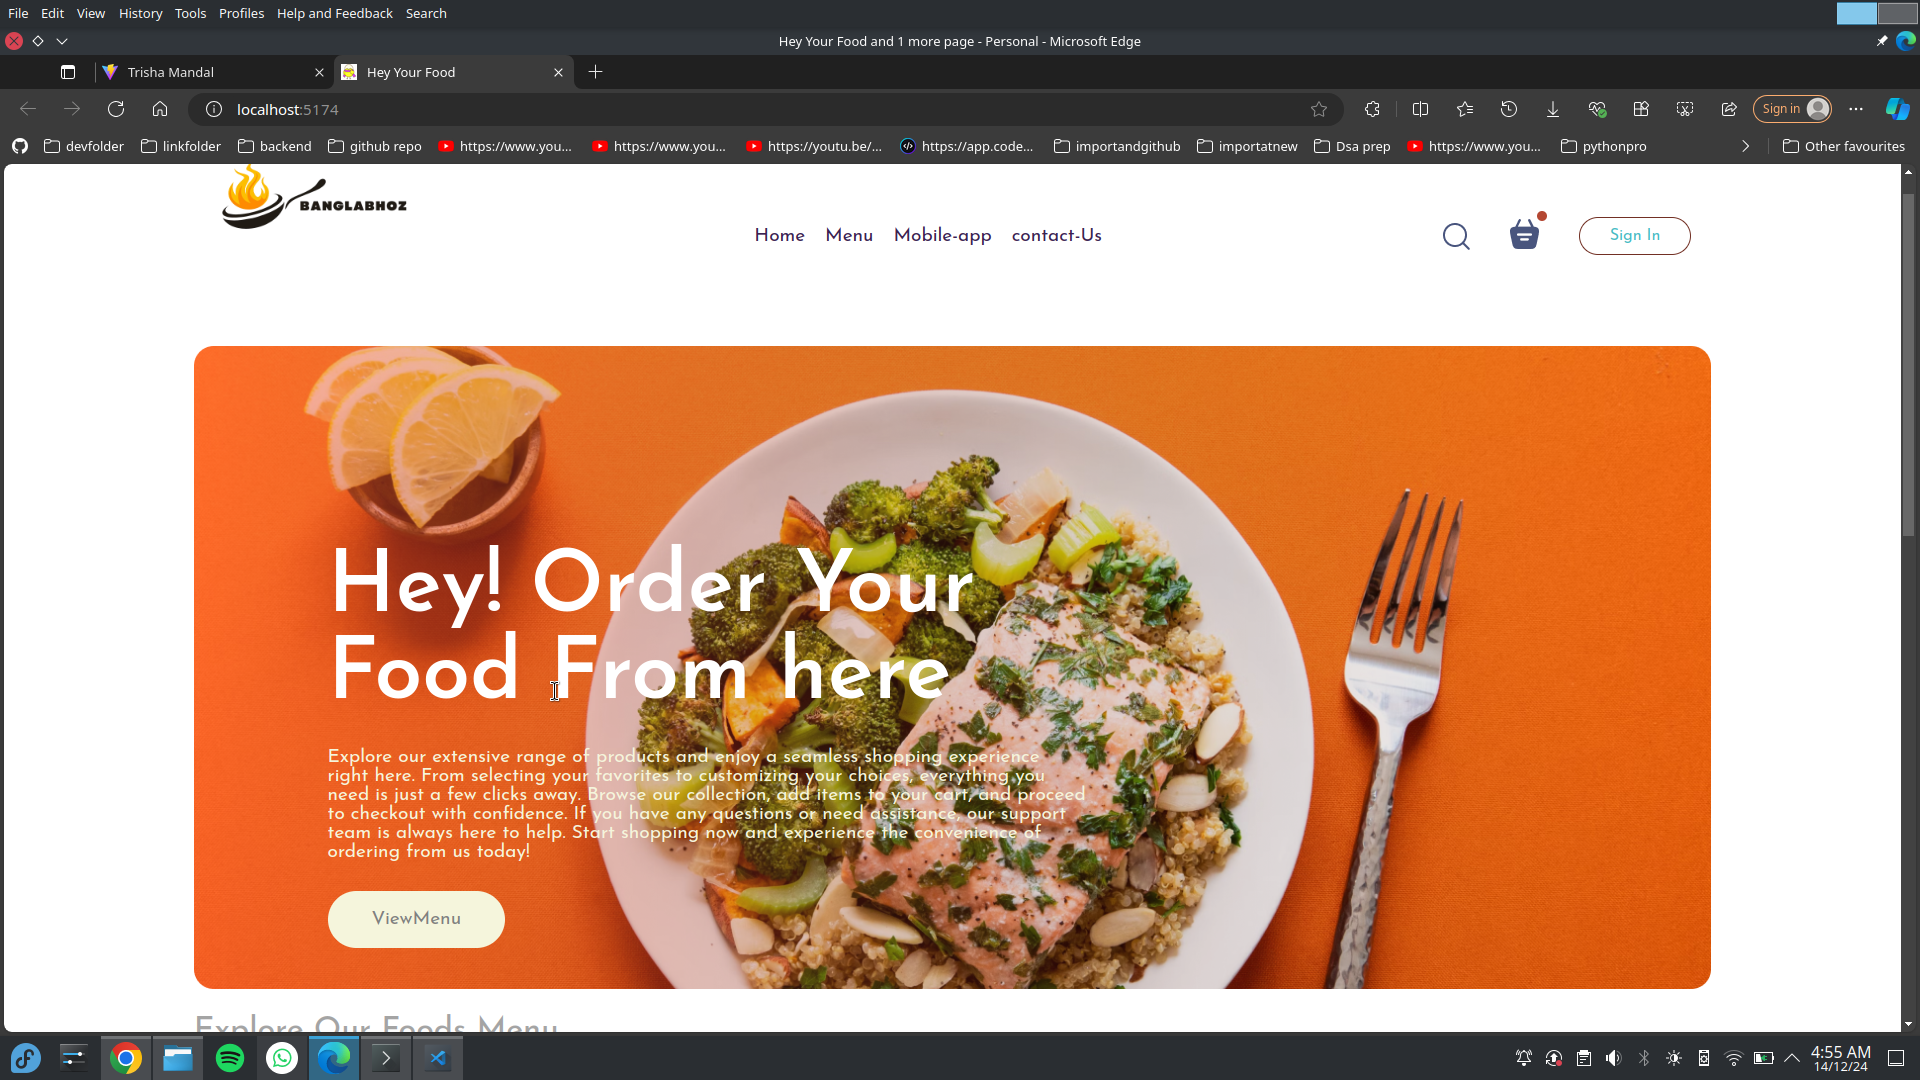 File Edit View History Tools Profiles Help and Feedback Search
Hey Your Food and 1 more page - Personal - Microsoft Edge
Trisha Mandal
Hey Your Food
localhost:5174
Sign in
devfolder
linkfolder
backend
github repo
https://www.you...
https://www.you...
https://youtu.be/...
https://app.code...
importandgithub
importatnew
Dsa prep
https://www.you...
pythonpro
Other favourites
BANGLABHOZ
Home Menu Mobile-app contact-Us
Sign In
Hey! Order Your
Food From here
Explore our extensive range of products and enjoy a seamless shopping experience
right here. From selecting your favorites to customizing your choices, everything you
need is just a few clicks away. Browse our collection, add items to your cart, and proceed
to checkout with confidence. If you have any questions or need assistance, our support
team is always here to help. Start shopping now and experience the convenience of
ordering from us today!
ViewMenu
Explore Our Foods Menu
4:55 AM
14/12/24